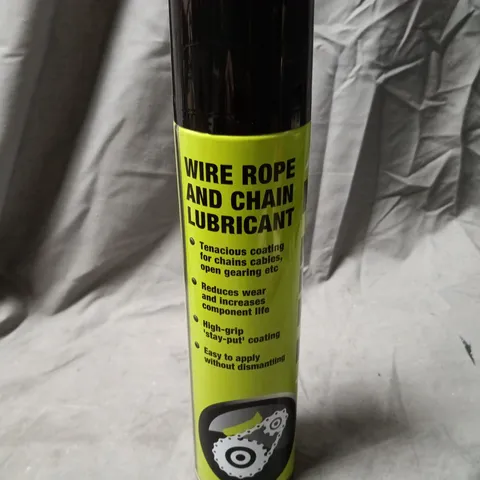 WIRE ROPE
AND CHAIN
LUBRICANT
Tenacious coating
for chains cables,
open gearing etc
Reduces wear
and increases
component life
High-grip
'stay-put' coating
Easy to apply
without dismantling